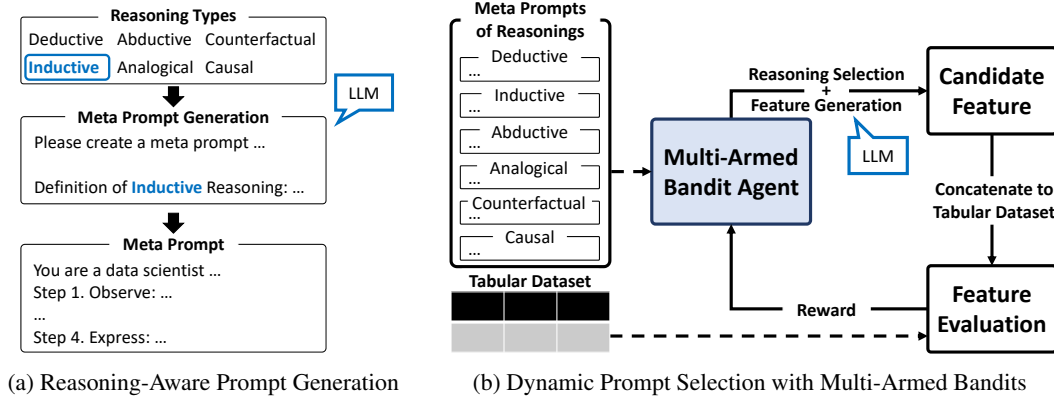 Reasoning Types
Deductive Abductive Counterfactual
Inductive Analogical Causal
LLM
Meta Prompt Generation
Please create a meta prompt ...
Definition of Inductive Reasoning: ...
Meta Prompt
You are a data scientist ...
Step 1. Observe: ...
...
Step 4. Express: ...
(a) Reasoning-Aware Prompt Generation
Meta Prompts
of Reasonings
Deductive
...
Inductive
...
Abductive
...
Analogical
...
Counterfactual
...
Causal
...
Tabular Dataset
Multi-Armed
Bandit Agent
Reasoning Selection
+
Feature Generation
LLM
Candidate
Feature
Concatenate to
Tabular Dataset
Feature
Evaluation
Reward
(b) Dynamic Prompt Selection with Multi-Armed Bandits